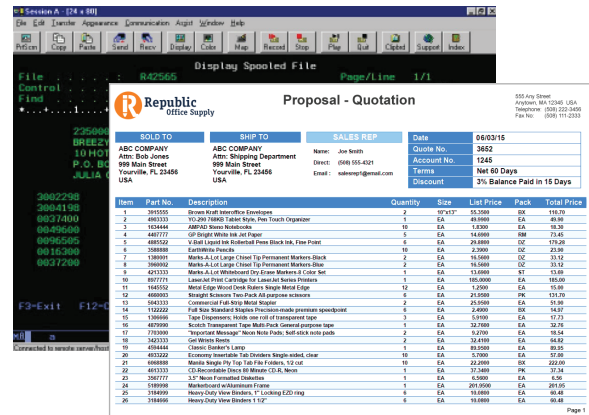 Session A - [24 x 80]
File Edit Transfer Appearance Communication Assist Window Help
PrtScrn Copy Paste Send Recv Display Color Map Record Stop Play Quit Clipbrd Support Index
Display Spooled File
File . . . . . : R42565 Page/Line 1/1
Control . . . . .
Find . . . . . .
*...+....1....+
235000
BREEZY
10 HOT
P.O. BO
JULIA
3002298
3004198
0037400
0049600
0096505
0016300
0037200
F3=Exit F12=C
MA a
Connected to remote server/host
Republic
Office Supply
Proposal - Quotation
555 Any Street
Anytown, MA 12345 USA
Telephone: (508) 222-3456
Fax No: (508) 111-2333
SOLD TO SHIP TO SALES REP
ABC COMPANY
Attn: Bob Jones
999 Main Street
Yourville, FL 23456
USA
ABC COMPANY
Attn: Shipping Department
999 Main Street
Yourville, FL 23456
USA
Name: Joe Smith
Direct: (508) 555-4321
Email : salesrep1@email.com
Date 06/03/15
Quote No. 3652
Account No. 1245
Terms Net 60 Days
Discount 3% Balance Paid in 15 Days
Item Part No. Description Quantity Size List Price Pack Total Price
1 3915555 Brown Kraft Interoffice Envelopes 2 10"x13" 55.3500 BX 110.70
2 4903333 YO.290 768KB Tablet Style, Pen Touch Organizer 1 EA 49.9900 EA 49.90
3 1634444 AMPAD Steno Notebooks 10 EA 1.8300 EA 18.30
4 4407777 GP Bright White Ink Jet Paper 5 EA 14.6900 RM 73.45
5 4885522 V-Ball Liquid Ink Rollerball Pens Black Ink, Fine Point 6 EA 29.8800 DZ 179.28
6 3588888 EarthWrite Pencils 10 EA 2.3900 DZ 23.90
7 1380001 Marks-A-Lot Large Chisel Tip Permanent Markers-Black 2 EA 16.5600 DZ 33.12
8 3960002 Marks-A-Lot Large Chisel Tip Permanent Markers-Blue 2 EA 16.5600 DZ 33.12
9 4213333 Marks-A-Lot Whiteboard Dry-Erase Markers-8 Color Set 1 EA 13.6900 ST 13.69
10 8977771 LaserJet Print Cartridge for LaserJet Series Printers 1 EA 185.0000 EA 185.00
11 1645552 Metal Edge Wood Desk Rulers Single Metal Edge 12 EA 1.2500 EA 15.00
12 4660003 Straight Scissors Two-Pack All purpose scissors 6 EA 21.9500 PK 131.70
13 5043333 Commercial Full-Strip Metal Stapler 2 EA 25.9500 EA 51.90
14 1122222 Full Size Standard Staples Precision-made premium speedpoint 6 EA 2.4900 BX 14.97
15 1386666 Tape Dispensers; Holds one roll of transparent tape 3 EA 5.9100 EA 17.73
16 4879990 Scotch Transparent Tape Multi-Pack General-purpose tape 1 EA 32.7600 EA 32.76
17 7703000 "Important Message" Neon Note Pads; Self-stick note pads 2 EA 9.2700 EA 18.54
18 3423333 Gel Wrists Rests 2 EA 32.4100 EA 64.82
19 4594444 Classic Banker's Lamp 1 EA 89.9500 EA 89.95
20 4933222 Economy Insertable Tab Dividers Single-sided, clear 10 EA 5.7000 EA 57.00
21 6068888 Manila Single Ply Top Tab File Folders, 1/2 cut 10 EA 22.2000 BX 222.00
22 4013333 CD-Recordable Discs 80 Minute CD-R, Neon 1 EA 37.3400 PK 37.34
23 3567777 3.5" Neon Formatted Diskettes 1 EA 6.5600 EA 6.56
24 5189998 Markerboard w/Aluminum Frame 1 EA 201.9500 EA 201.95
25 3184999 Heavy-Duty View Binders, 1" Locking EZD ring 6 EA 10.0800 EA 60.48
26 3184666 Heavy-Duty View Binders 1 1/2" 6 EA 10.0800 EA 60.48
Page 1